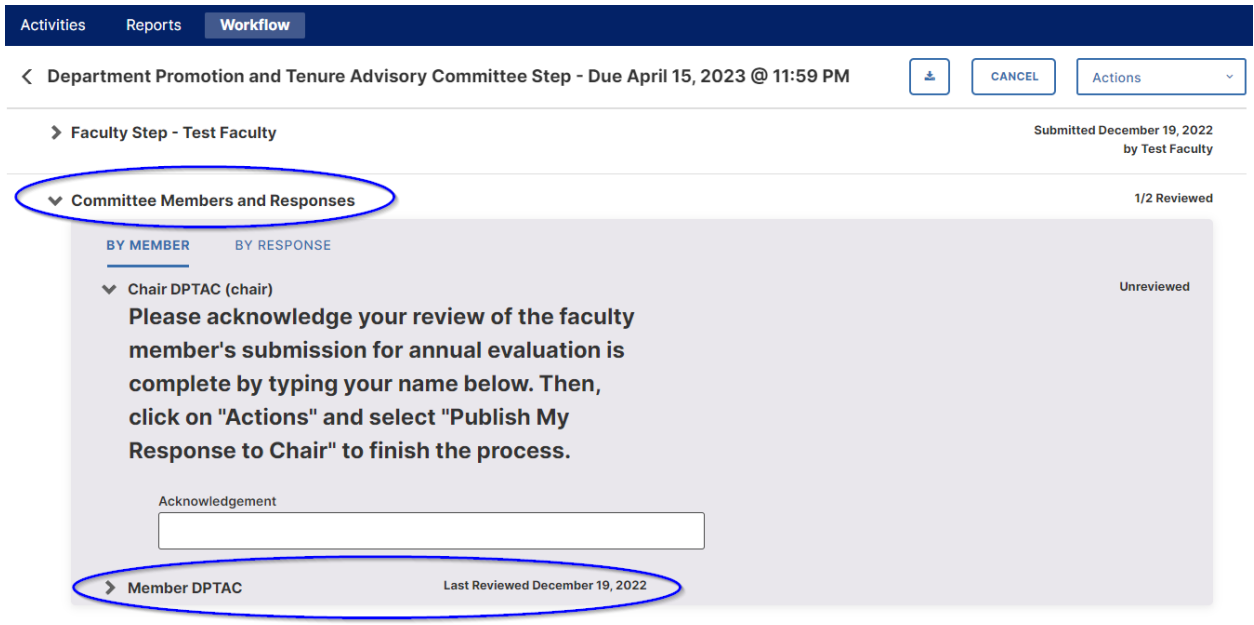 Activities Reports Workflow
Department Promotion and Tenure Advisory Committee Step - Due April 15, 2023 @ 11:59 PM CANCEL Actions
Faculty Step - Test Faculty Submitted December 19, 2022
by Test Faculty
Committee Members and Responses 1/2 Reviewed
BY MEMBER BY RESPONSE
Chair DPTAC (chair) Unreviewed
Please acknowledge your review of the faculty
member's submission for annual evaluation is
complete by typing your name below. Then,
click on "Actions" and select "Publish My
Response to Chair" to finish the process.
Acknowledgement
Member DPTAC Last Reviewed December 19, 2022